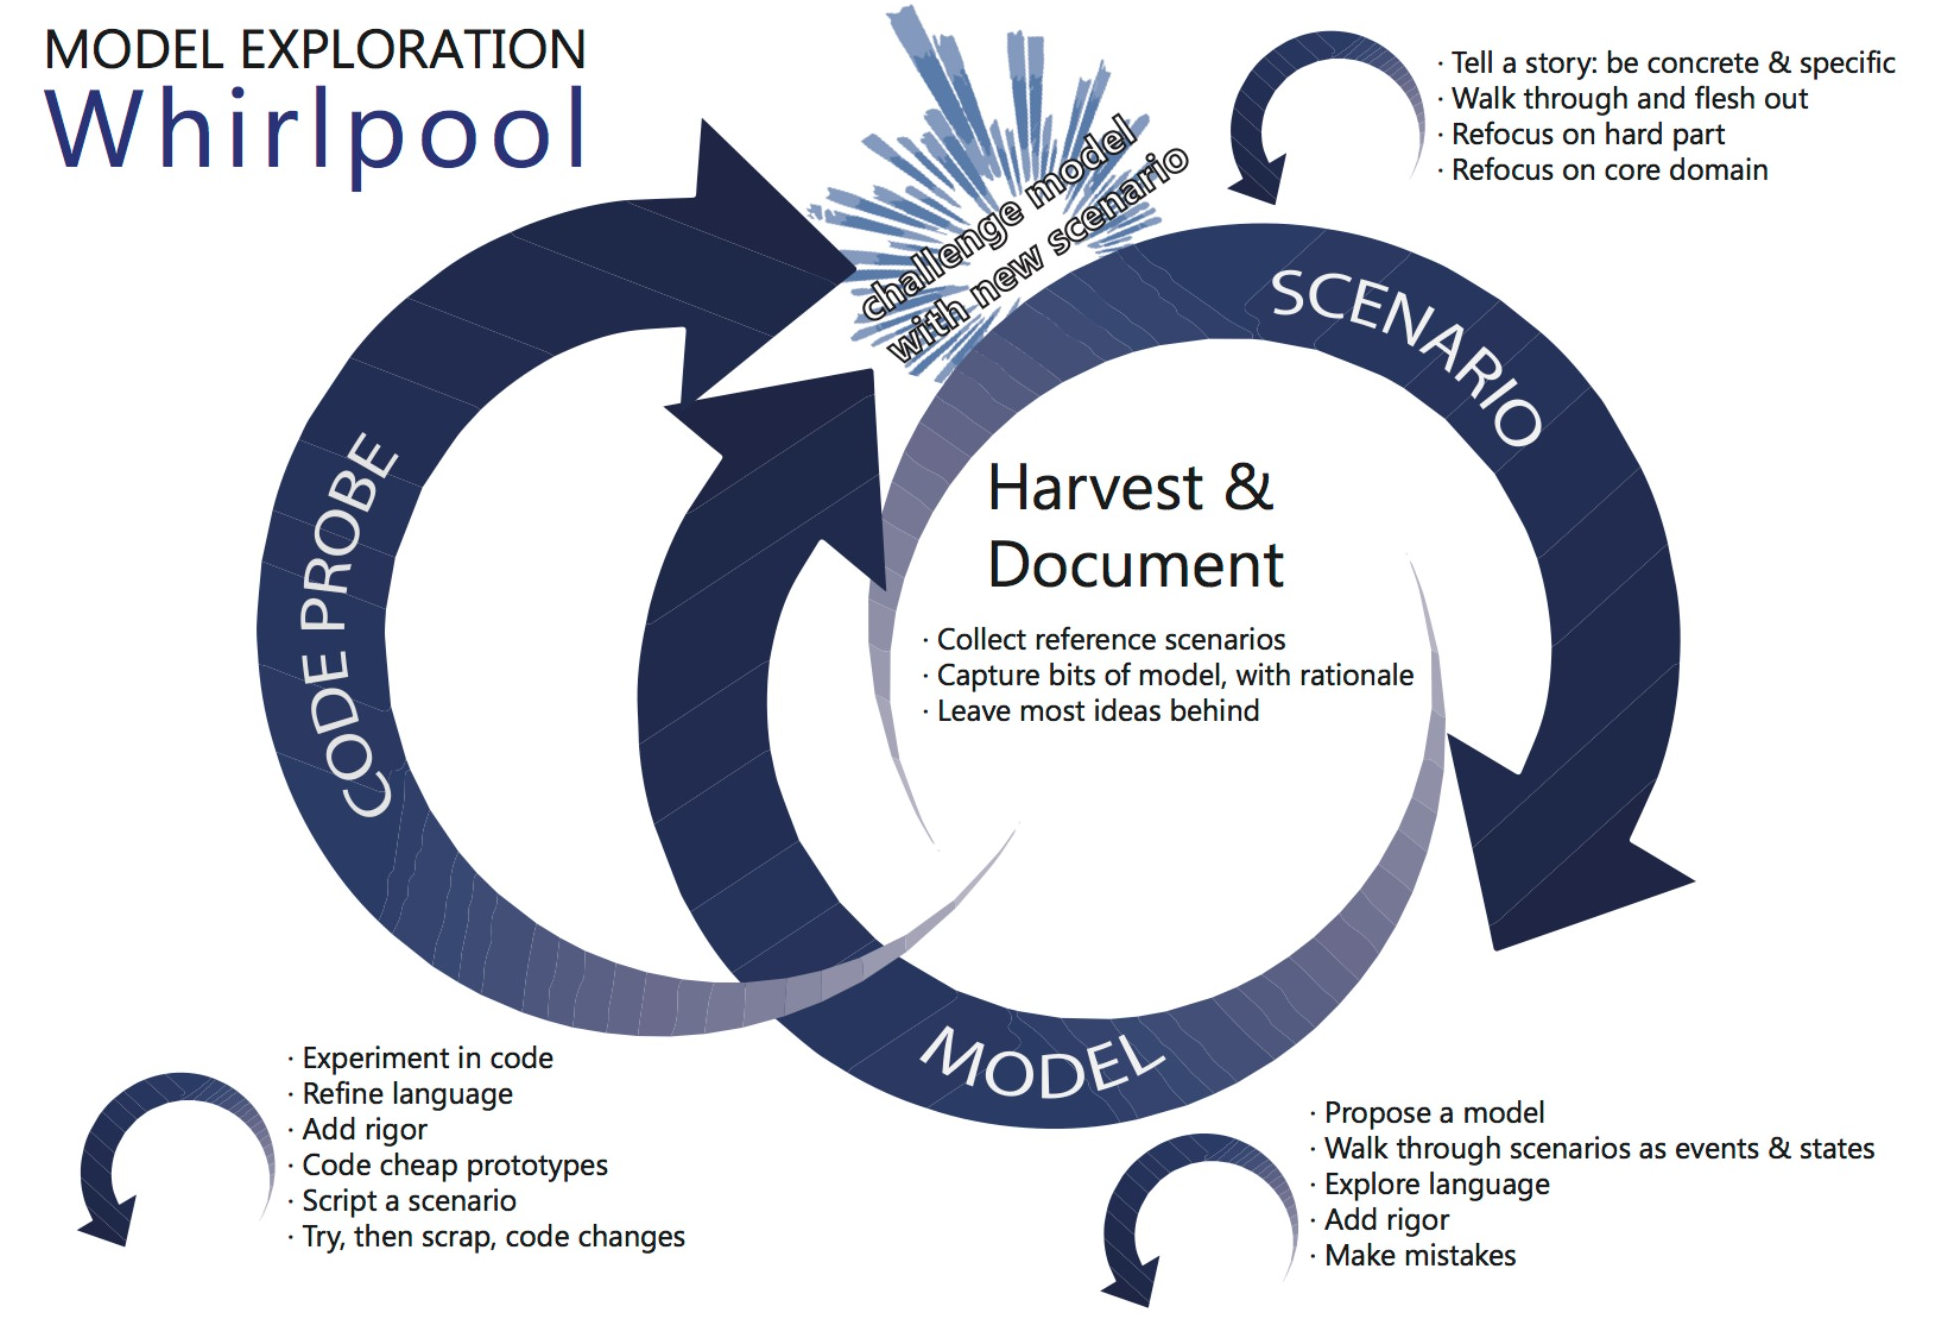 MODEL EXPLORATION
Whirlpool
challenge model
with new scenario
· Tell a story: be concrete & specific
· Walk through and flesh out
· Refocus on hard part
· Refocus on core domain
SCENARIO
CODE PROBE
Harvest &
Document
· Collect reference scenarios
· Capture bits of model, with rationale
· Leave most ideas behind
MODEL
· Experiment in code
· Refine language
· Add rigor
· Code cheap prototypes
· Script a scenario
· Try, then scrap, code changes
· Propose a model
· Walk through scenarios as events & states
· Explore language
· Add rigor
· Make mistakes